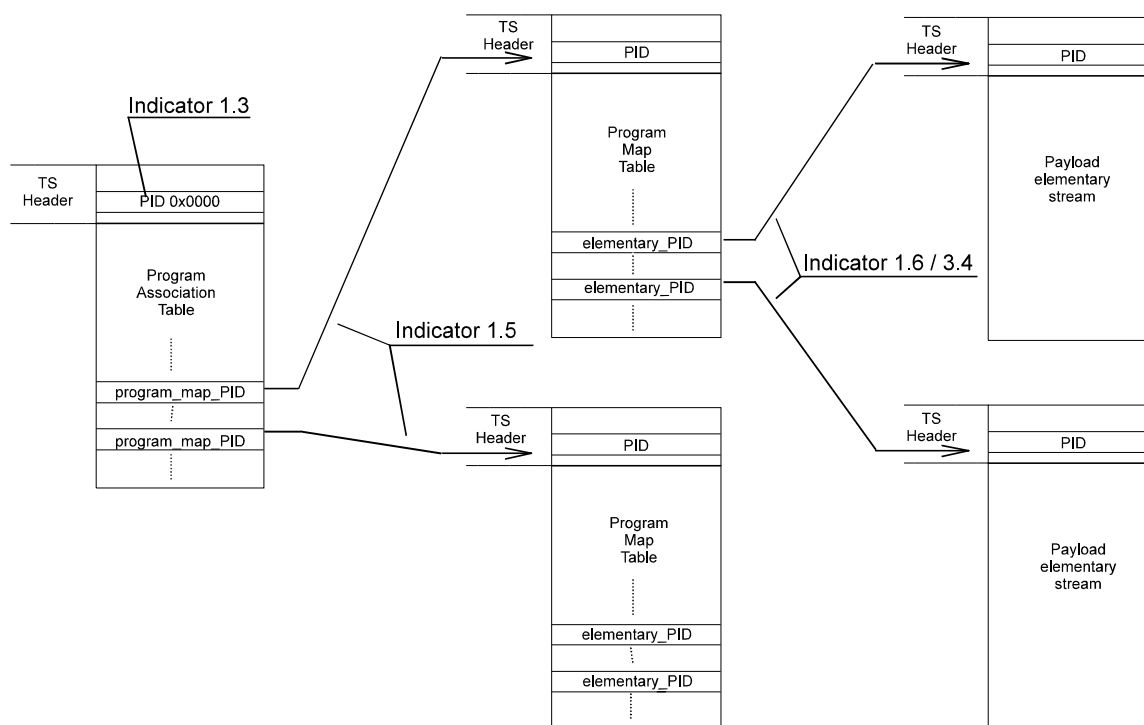 Indicator 1.3
TS
Header
PID 0x0000
Program
Association
Table
program_map_PID
program_map_PID
Indicator 1.5
TS
Header
PID
Program
Map
Table
elementary_PID
elementary_PID
TS
Header
PID
Program
Map
Table
elementary_PID
elementary_PID
Indicator 1.6 / 3.4
TS
Header
PID
Payload
elementary
stream
TS
Header
PID
Payload
elementary
stream